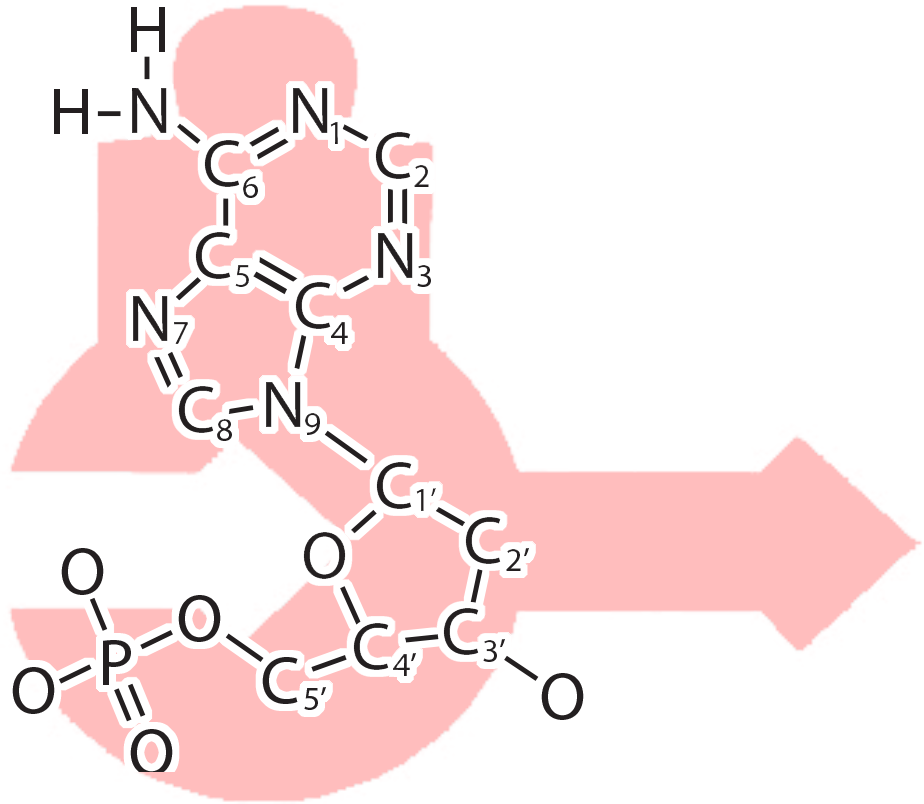 H
H N N1
C6 C2
C5 N3
N7 C4
C8 N9
C1′
O C2′
O O C3′
P C4′
O C5′ O
O